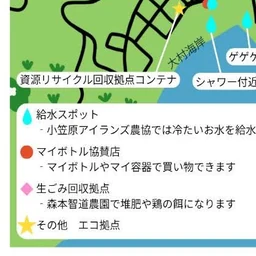 大村海岸
ゲゲゲ
資源リサイクル回収拠点コンテナ
シャワー付近
給水スポット
- 小笠原アイランズ農協では冷たいお水を給水
マイボトル協賛店
- マイボトルやマイ容器で買い物できます
生ごみ回収拠点
- 森本智道農園で堆肥や鶏の餌になります
その他 エコ拠点